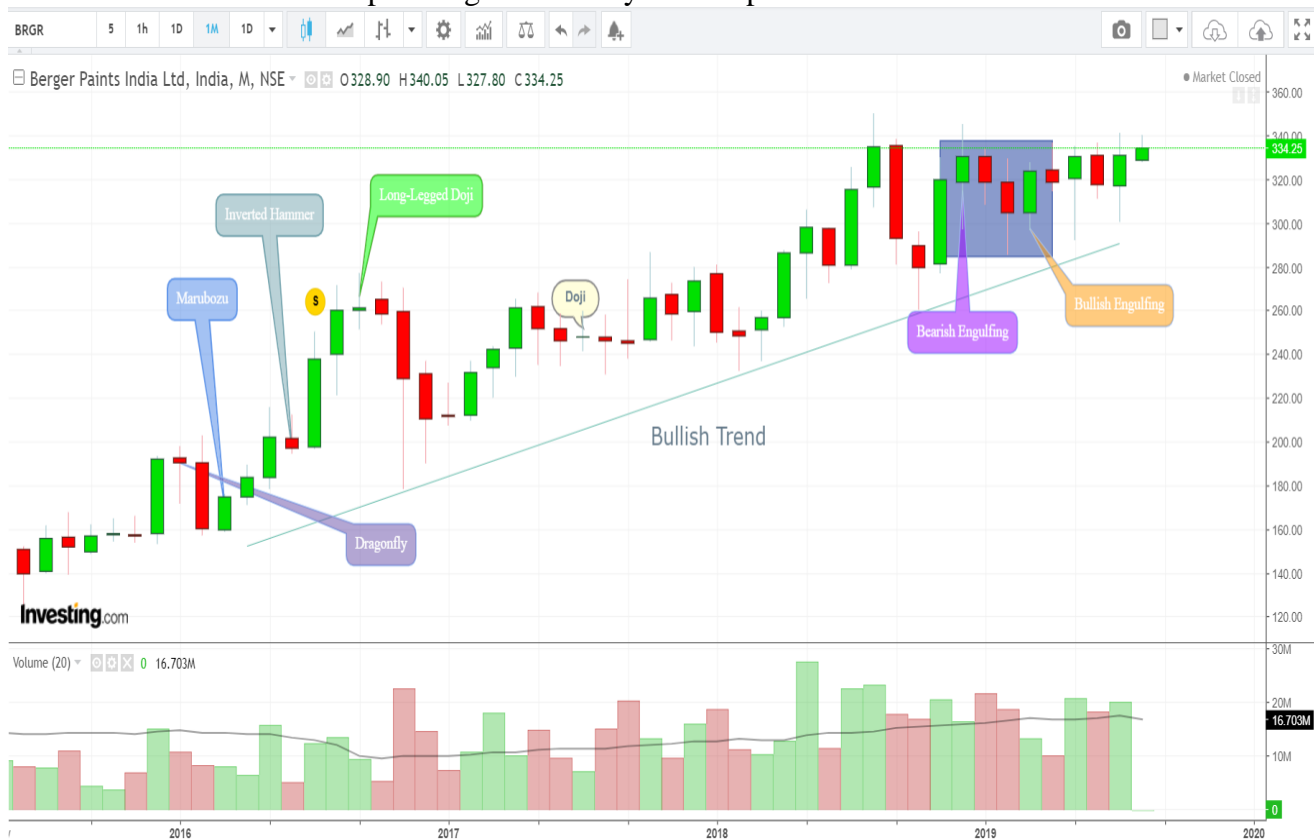 BRGR 5 1h 1D 1M 1D
Berger Paints India Ltd, India, M, NSE O328.90 H340.05 L327.80 C334.25
Market Closed
360.00
340.00
334.25
320.00
300.00
280.00
260.00
240.00
220.00
200.00
180.00
160.00
140.00
120.00
Long-Legged Doji
Inverted Hammer
S
Marubozu
Doji
Bullish Engulfing
Bearish Engulfing
Bullish Trend
Dragonfly
Investing.com
Volume (20) 0 16.703M
30M
20M
16.703M
10M
0
2016 2017 2018 2019 2020